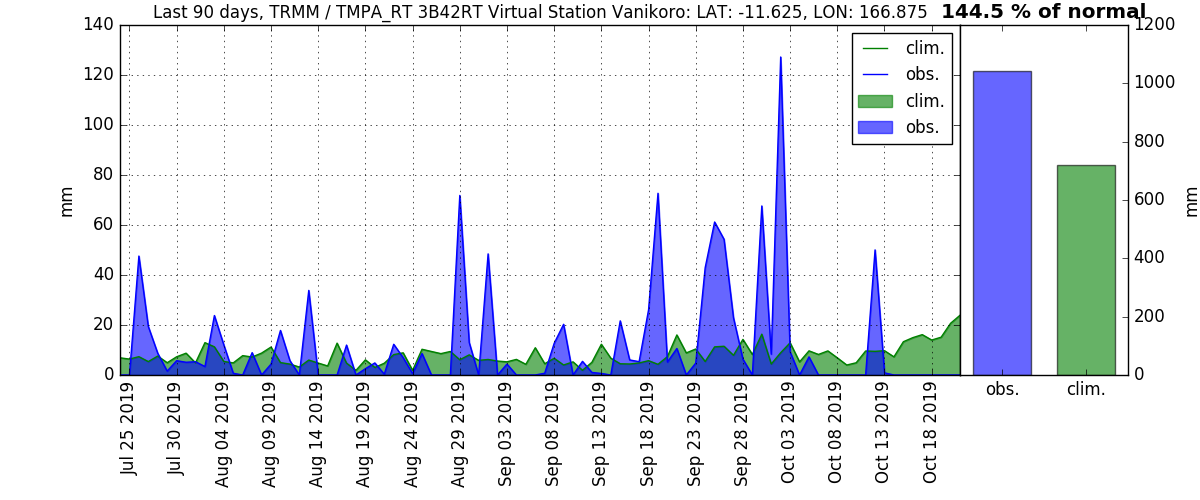 Last 90 days, TRMM / TMPA_RT 3B42RT Virtual Station Vanikoro: LAT: -11.625, LON: 166.875 144.5 % of normal
140
120
100
80
60
40
20
0
mm
clim.
obs.
clim.
obs.
1200
1000
800
600
400
200
0
mm
obs. clim.
Jul 25 2019
Jul 30 2019
Aug 04 2019
Aug 09 2019
Aug 14 2019
Aug 19 2019
Aug 24 2019
Aug 29 2019
Sep 03 2019
Sep 08 2019
Sep 13 2019
Sep 18 2019
Sep 23 2019
Sep 28 2019
Oct 03 2019
Oct 08 2019
Oct 13 2019
Oct 18 2019